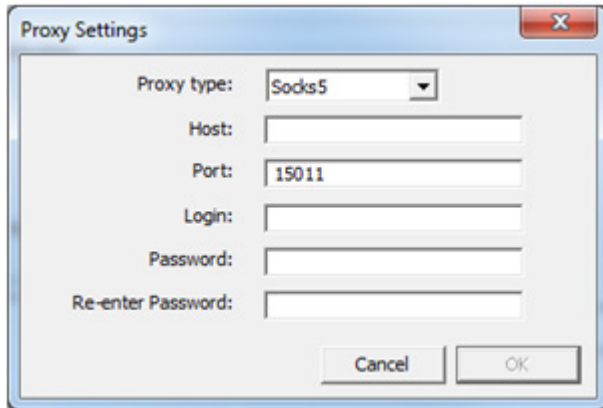 Proxy Settings
Proxy type: Socks5
Host:
Port: 15011
Login:
Password:
Re-enter Password:
Cancel OK